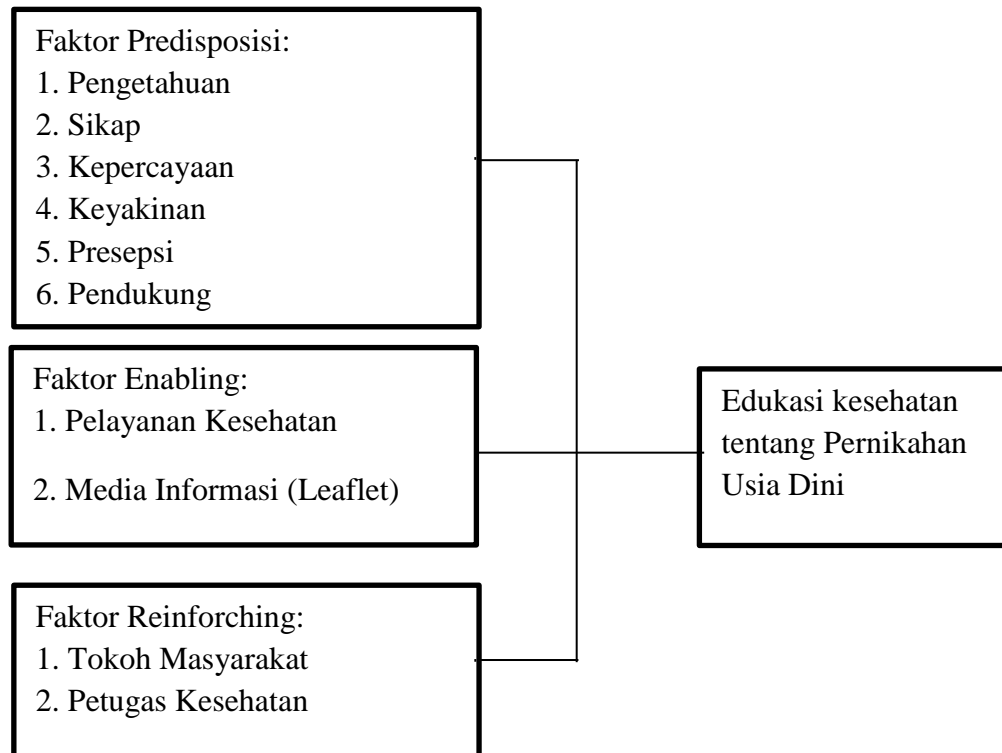 Faktor Predisposisi:
1. Pengetahuan
2. Sikap
3. Kepercayaan
4. Keyakinan
5. Presepsi
6. Pendukung
Faktor Enabling:
1. Pelayanan Kesehatan
2. Media Informasi (Leaflet)
Edukasi kesehatan
tentang Pernikahan
Usia Dini
Faktor Reinforching:
1. Tokoh Masyarakat
2. Petugas Kesehatan